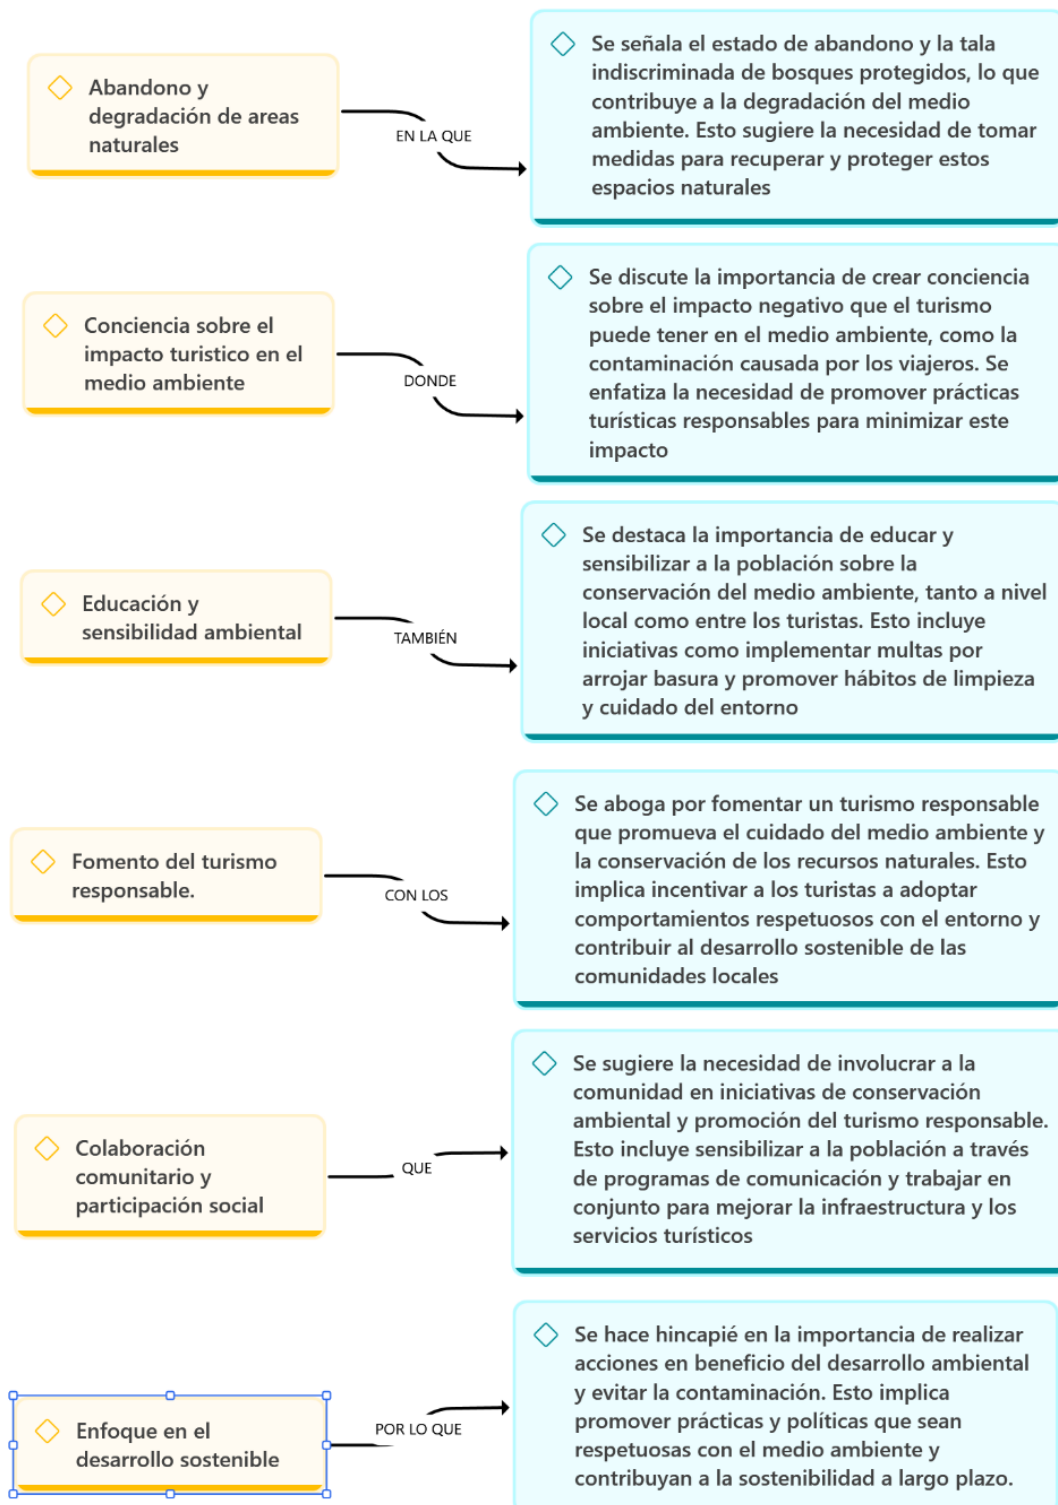 Abandono y
degradación de areas
naturales
EN LA QUE
Se señala el estado de abandono y la tala
indiscriminada de bosques protegidos, lo que
contribuye a la degradación del medio
ambiente. Esto sugiere la necesidad de tomar
medidas para recuperar y proteger estos
espacios naturales
Conciencia sobre el
impacto turistico en el
medio ambiente
DONDE
Se discute la importancia de crear conciencia
sobre el impacto negativo que el turismo
puede tener en el medio ambiente, como la
contaminación causada por los viajeros. Se
enfatiza la necesidad de promover prácticas
turísticas responsables para minimizar este
impacto
Educación y
sensibilidad ambiental
TAMBIÉN
Se destaca la importancia de educar y
sensibilizar a la población sobre la
conservación del medio ambiente, tanto a nivel
local como entre los turistas. Esto incluye
iniciativas como implementar multas por
arrojar basura y promover hábitos de limpieza
y cuidado del entorno
Fomento del turismo
responsable.
CON LOS
Se aboga por fomentar un turismo responsable
que promueva el cuidado del medio ambiente y
la conservación de los recursos naturales. Esto
implica incentivar a los turistas a adoptar
comportamientos respetuosos con el entorno y
contribuir al desarrollo sostenible de las
comunidades locales
Colaboración
comunitario y
participación social
QUE
Se sugiere la necesidad de involucrar a la
comunidad en iniciativas de conservación
ambiental y promoción del turismo responsable.
Esto incluye sensibilizar a la población a través
de programas de comunicación y trabajar en
conjunto para mejorar la infraestructura y los
servicios turísticos
Enfoque en el
desarrollo sostenible
POR LO QUE
Se hace hincapié en la importancia de realizar
acciones en beneficio del desarrollo ambiental
y evitar la contaminación. Esto implica
promover prácticas y políticas que sean
respetuosas con el medio ambiente y
contribuyan a la sostenibilidad a largo plazo.